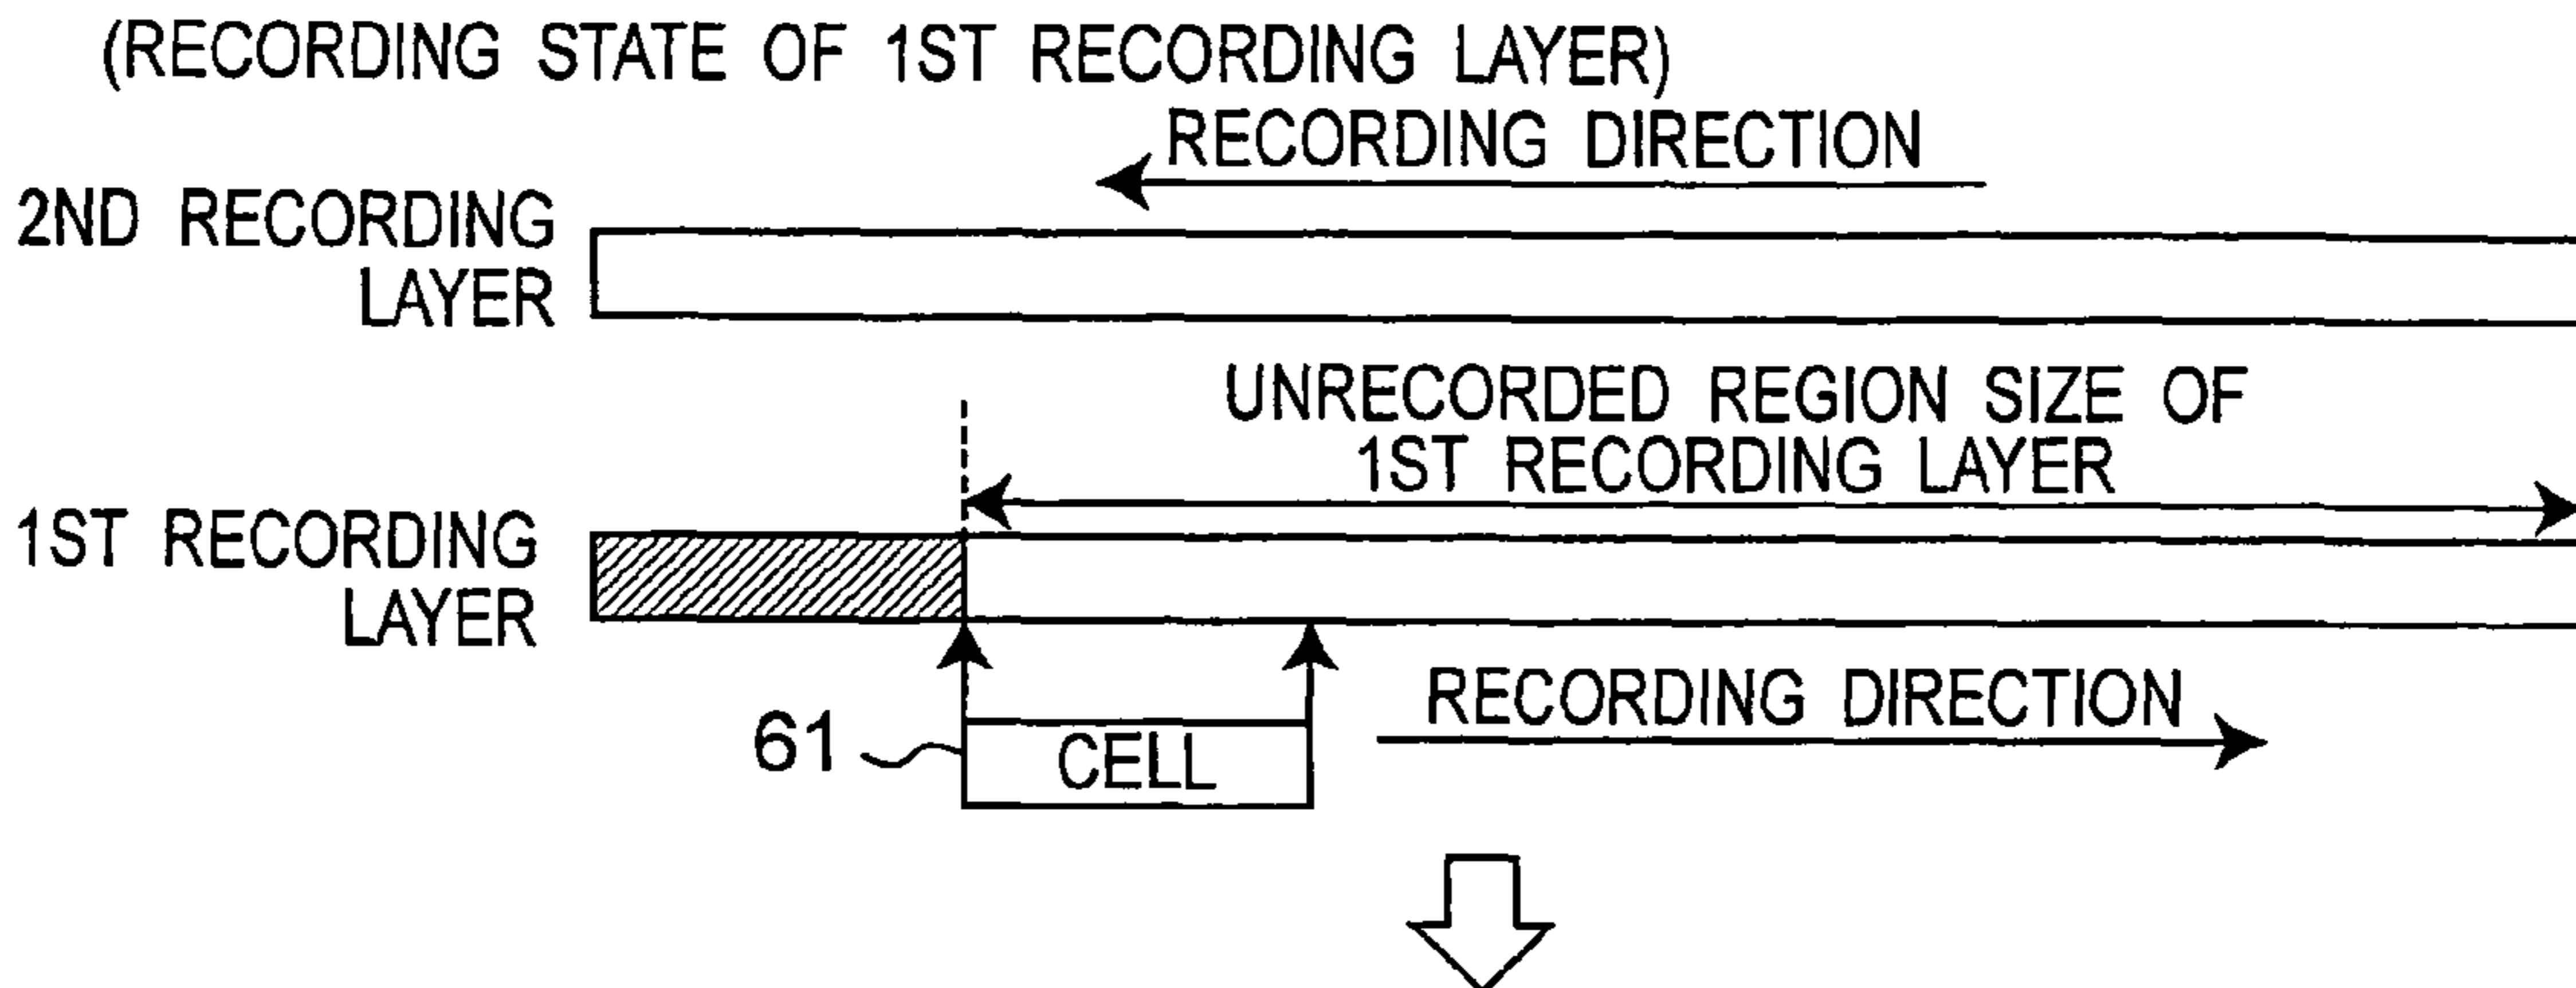 (RECORDING STATE OF 1ST RECORDING LAYER)
RECORDING DIRECTION
2ND RECORDING
LAYER
UNRECORDED REGION SIZE OF
1ST RECORDING LAYER
1ST RECORDING
LAYER
RECORDING DIRECTION
61
CELL